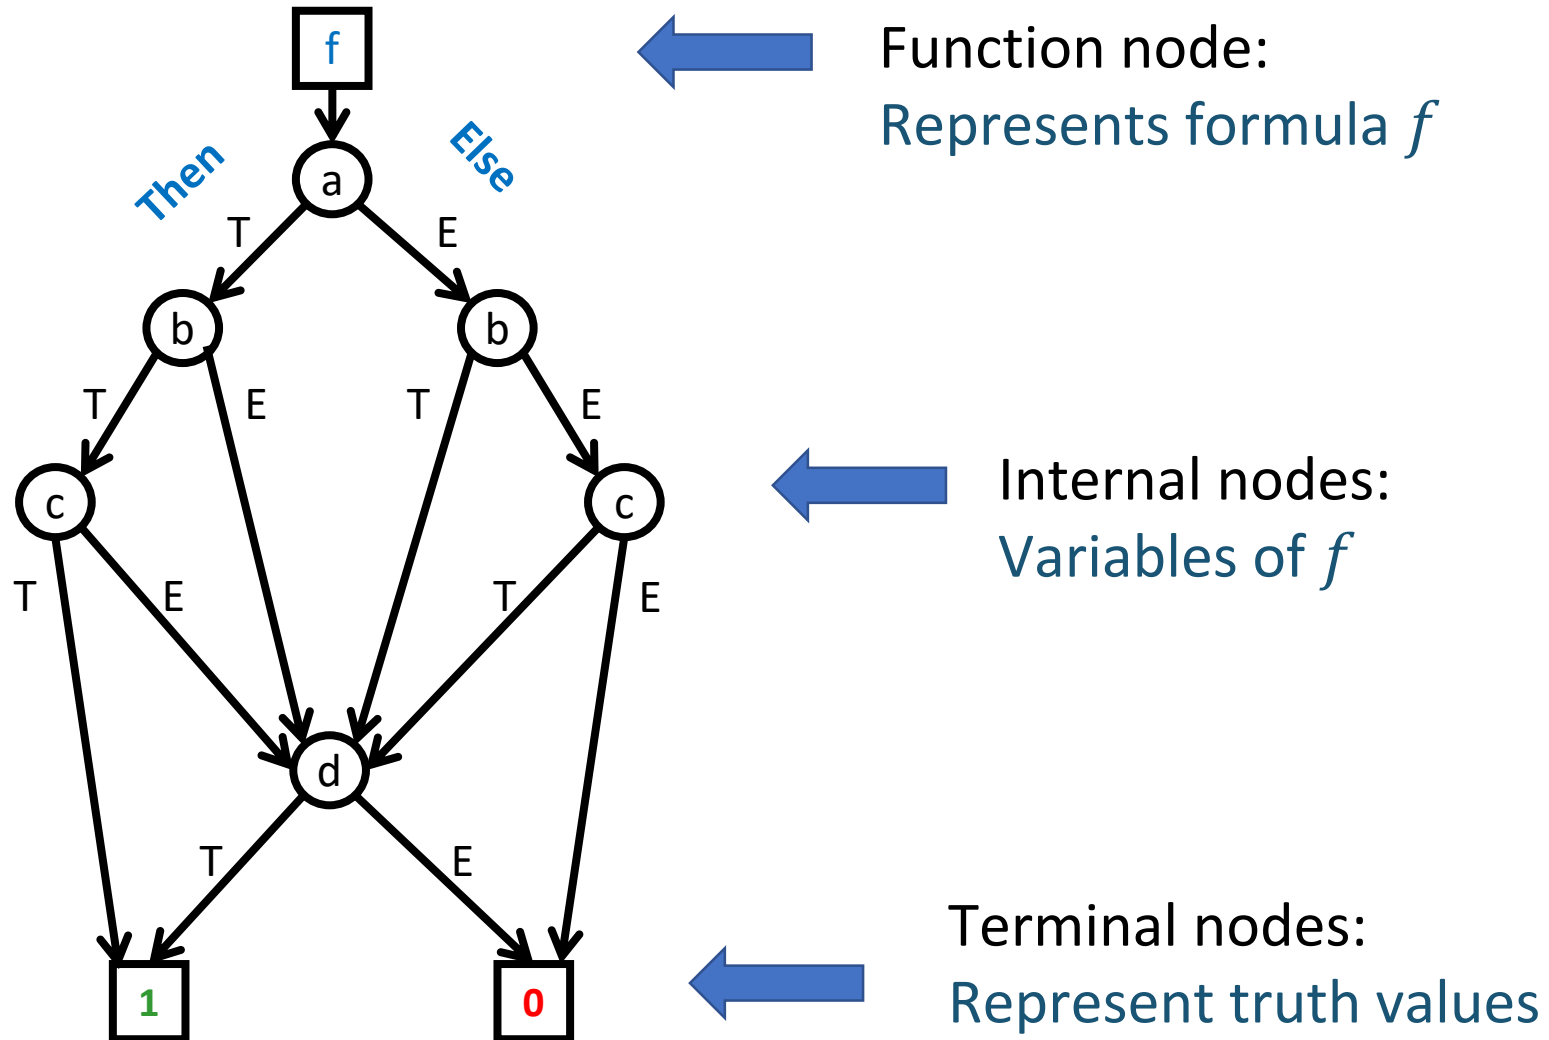 f
Function node:
Represents formula f
Then
Else
a
T
E
b
b
T
E
T
E
c
c
Internal nodes:
Variables of f
T
E
T
E
d
T
E
Terminal nodes:
Represent truth values
1
0